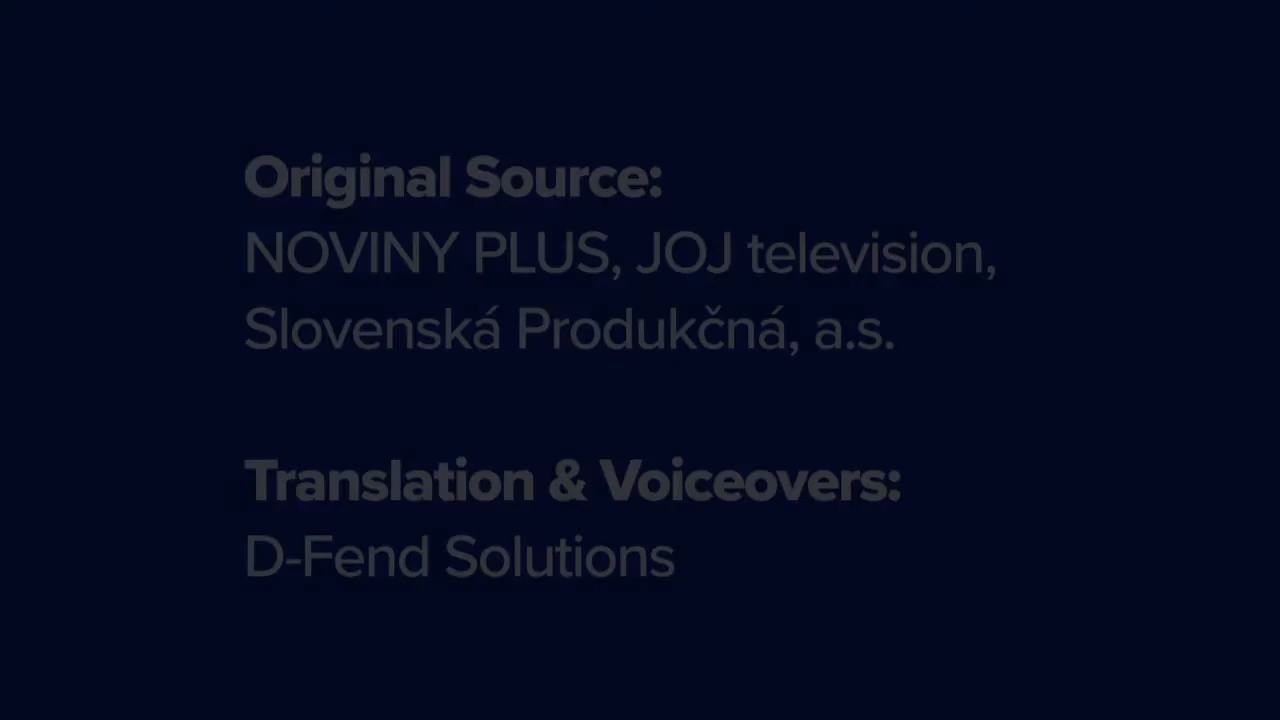 Original Source:
NOVINY PLUS, JOJ television,
Slovenská Produkčná, a.s.
Translation & Voiceovers:
D-Fend Solutions